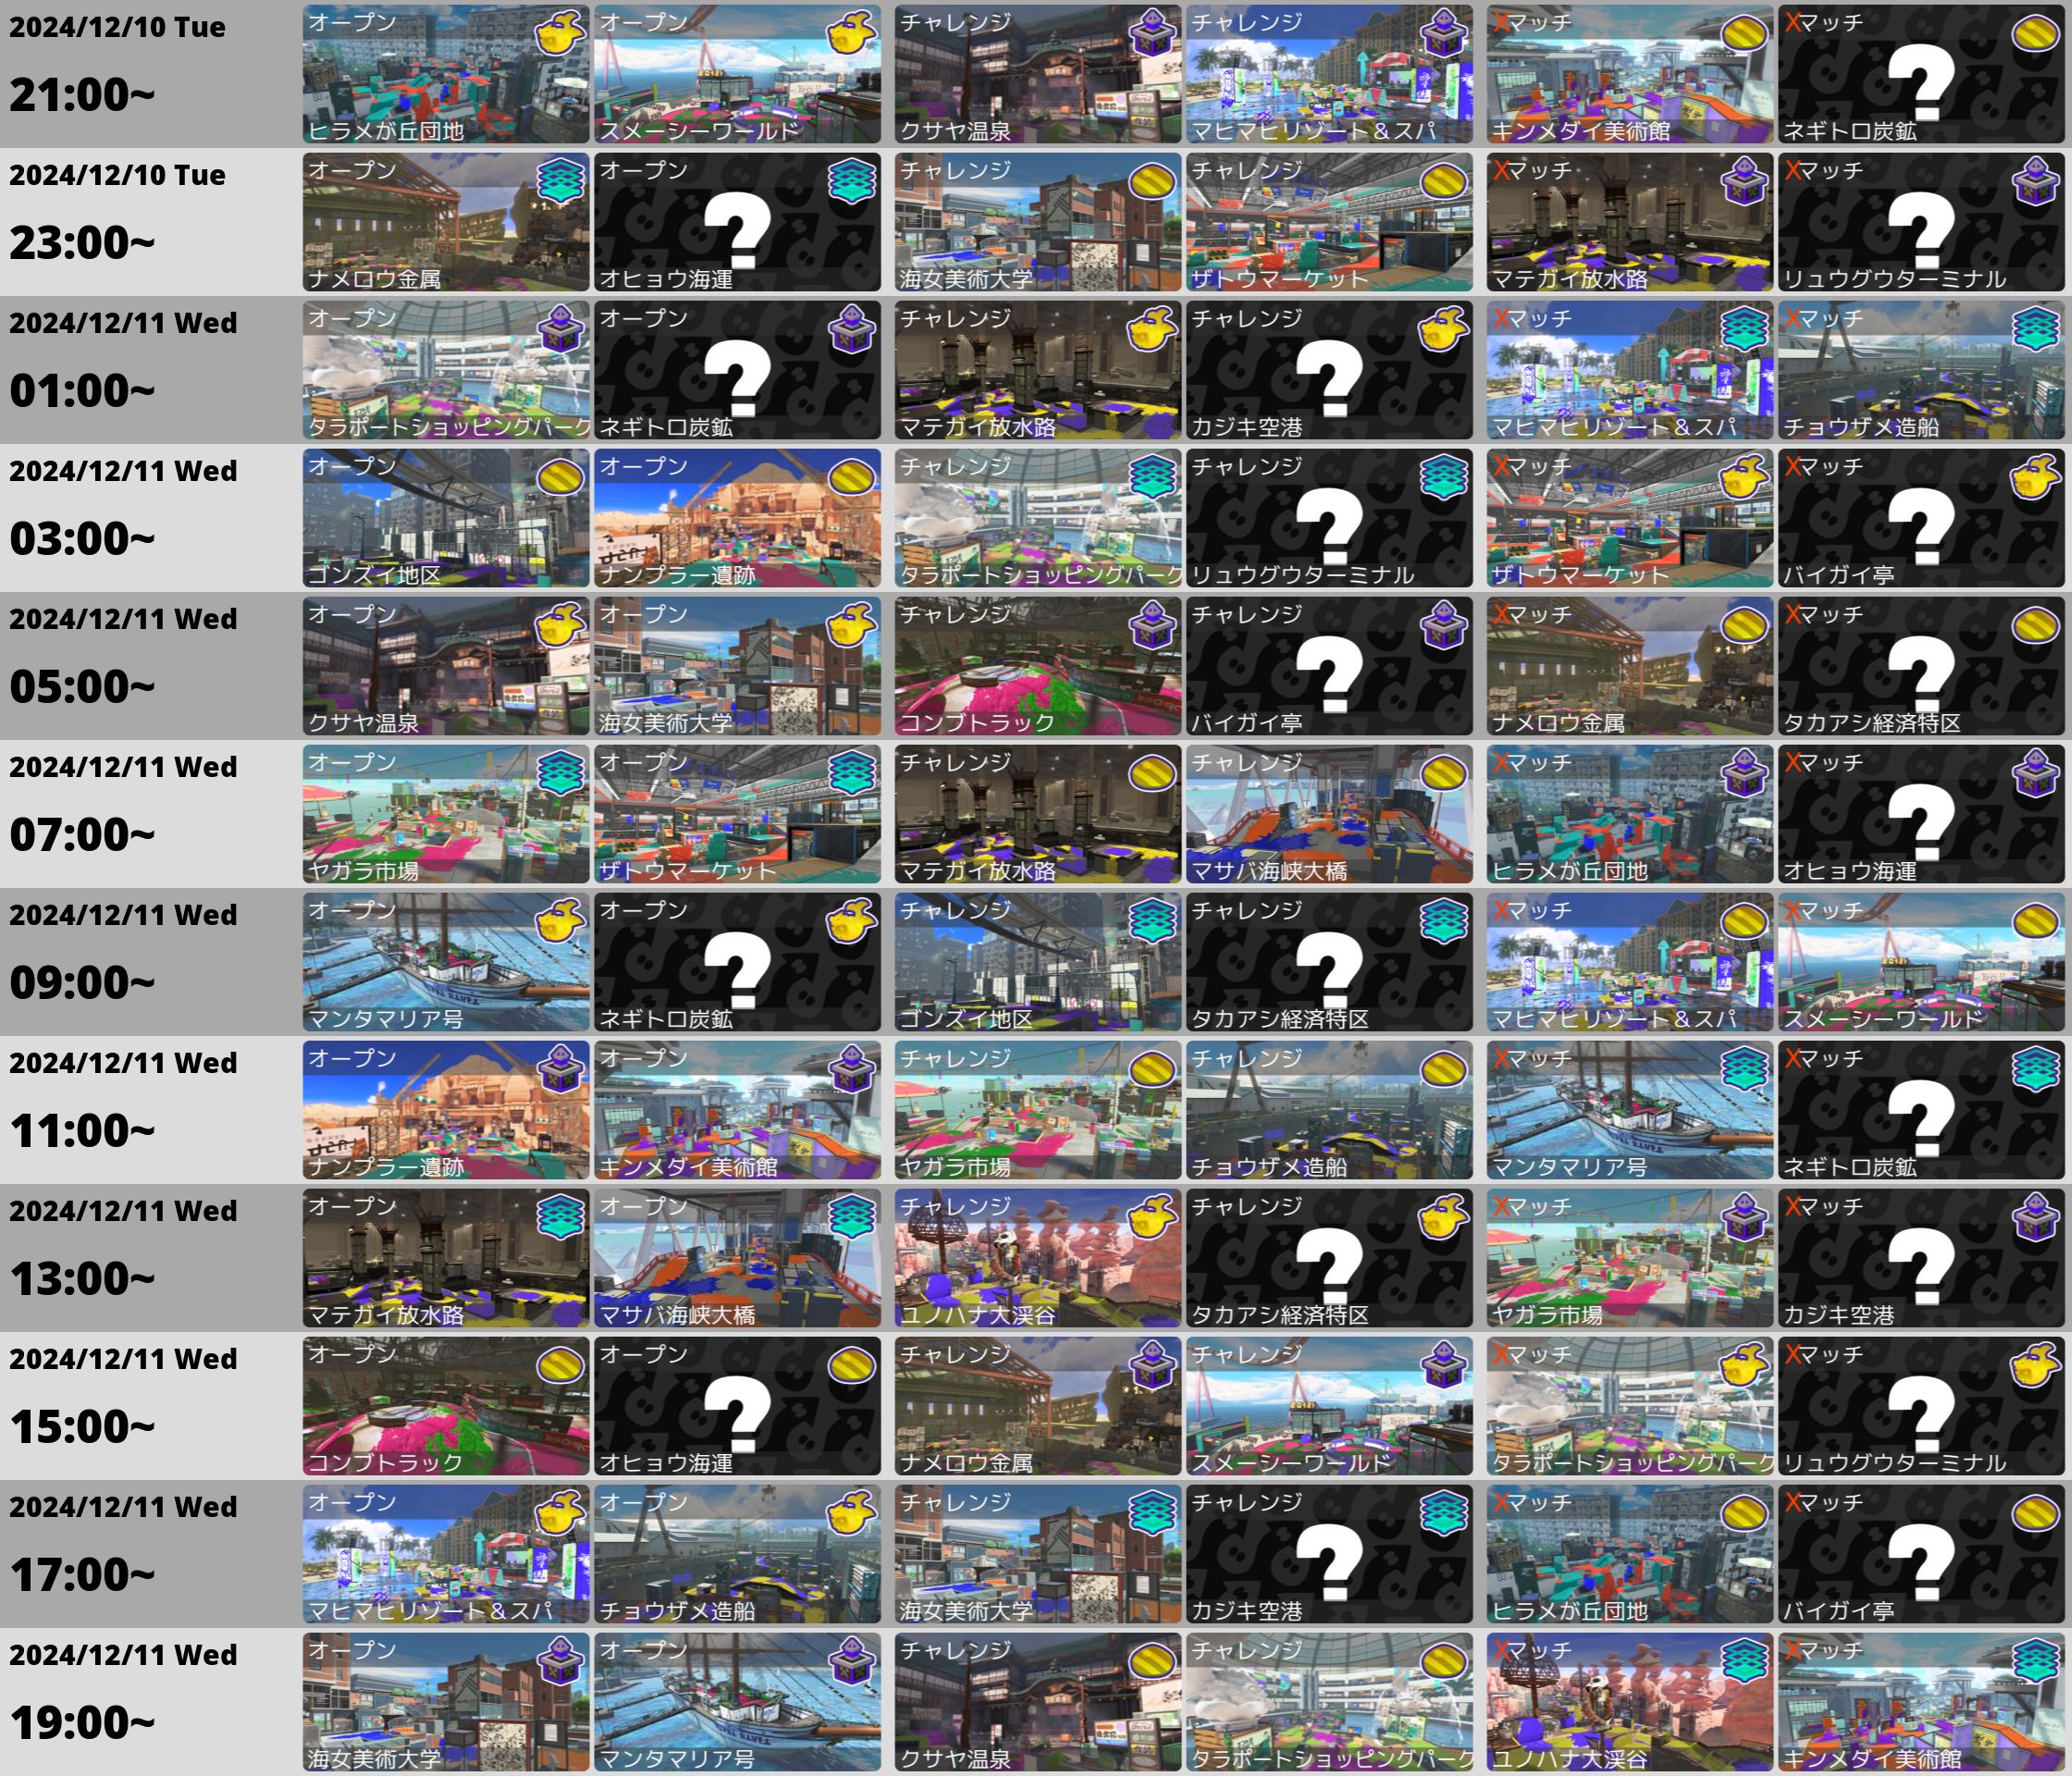 2024/12/10 Tue
21:00~
オープン
ヒラメが丘団地
オープン
スメーシーワールド
チャレンジ
クサヤ温泉
チャレンジ
マヒマヒリゾート＆スパ
Xマッチ
キンメダイ美術館
Xマッチ
ネギトロ炭鉱
2024/12/10 Tue
23:00~
オープン
ナメロウ金属
オープン
オヒョウ海運
チャレンジ
海女美術大学
チャレンジ
ザトウマーケット
Xマッチ
マテガイ放水路
Xマッチ
リュウグウターミナル
2024/12/11 Wed
01:00~
オープン
タラポートショッピングパーク
オープン
ネギトロ炭鉱
チャレンジ
マテガイ放水路
チャレンジ
カジキ空港
Xマッチ
マヒマヒリゾート＆スパ
Xマッチ
チョウザメ造船
2024/12/11 Wed
03:00~
オープン
ゴンズイ地区
オープン
ナンプラー遺跡
チャレンジ
タラポートショッピングパーク
チャレンジ
リュウグウターミナル
Xマッチ
ザトウマーケット
Xマッチ
バイガイ亭
2024/12/11 Wed
05:00~
オープン
クサヤ温泉
オープン
海女美術大学
チャレンジ
コンブトラック
チャレンジ
バイガイ亭
Xマッチ
ナメロウ金属
Xマッチ
タカアシ経済特区
2024/12/11 Wed
07:00~
オープン
ヤガラ市場
オープン
ザトウマーケット
チャレンジ
マテガイ放水路
チャレンジ
マサバ海峡大橋
Xマッチ
ヒラメが丘団地
Xマッチ
オヒョウ海運
2024/12/11 Wed
09:00~
オープン
マンタマリア号
オープン
ネギトロ炭鉱
チャレンジ
ゴンズイ地区
チャレンジ
タカアシ経済特区
Xマッチ
マヒマヒリゾート＆スパ
Xマッチ
スメーシーワールド
2024/12/11 Wed
11:00~
オープン
ナンプラー遺跡
オープン
キンメダイ美術館
チャレンジ
ヤガラ市場
チャレンジ
チョウザメ造船
Xマッチ
マンタマリア号
Xマッチ
ネギトロ炭鉱
2024/12/11 Wed
13:00~
オープン
マテガイ放水路
オープン
マサバ海峡大橋
チャレンジ
ユノハナ大渓谷
チャレンジ
タカアシ経済特区
Xマッチ
ヤガラ市場
Xマッチ
カジキ空港
2024/12/11 Wed
15:00~
オープン
コンブトラック
オープン
オヒョウ海運
チャレンジ
ナメロウ金属
チャレンジ
スメーシーワールド
Xマッチ
タラポートショッピングパーク
Xマッチ
リュウグウターミナル
2024/12/11 Wed
17:00~
オープン
マヒマヒリゾート＆スパ
オープン
チョウザメ造船
チャレンジ
海女美術大学
チャレンジ
カジキ空港
Xマッチ
ヒラメが丘団地
Xマッチ
バイガイ亭
2024/12/11 Wed
19:00~
オープン
海女美術大学
オープン
マンタマリア号
チャレンジ
クサヤ温泉
チャレンジ
タラポートショッピングパーク
Xマッチ
ユノハナ大渓谷
Xマッチ
キンメダイ美術館